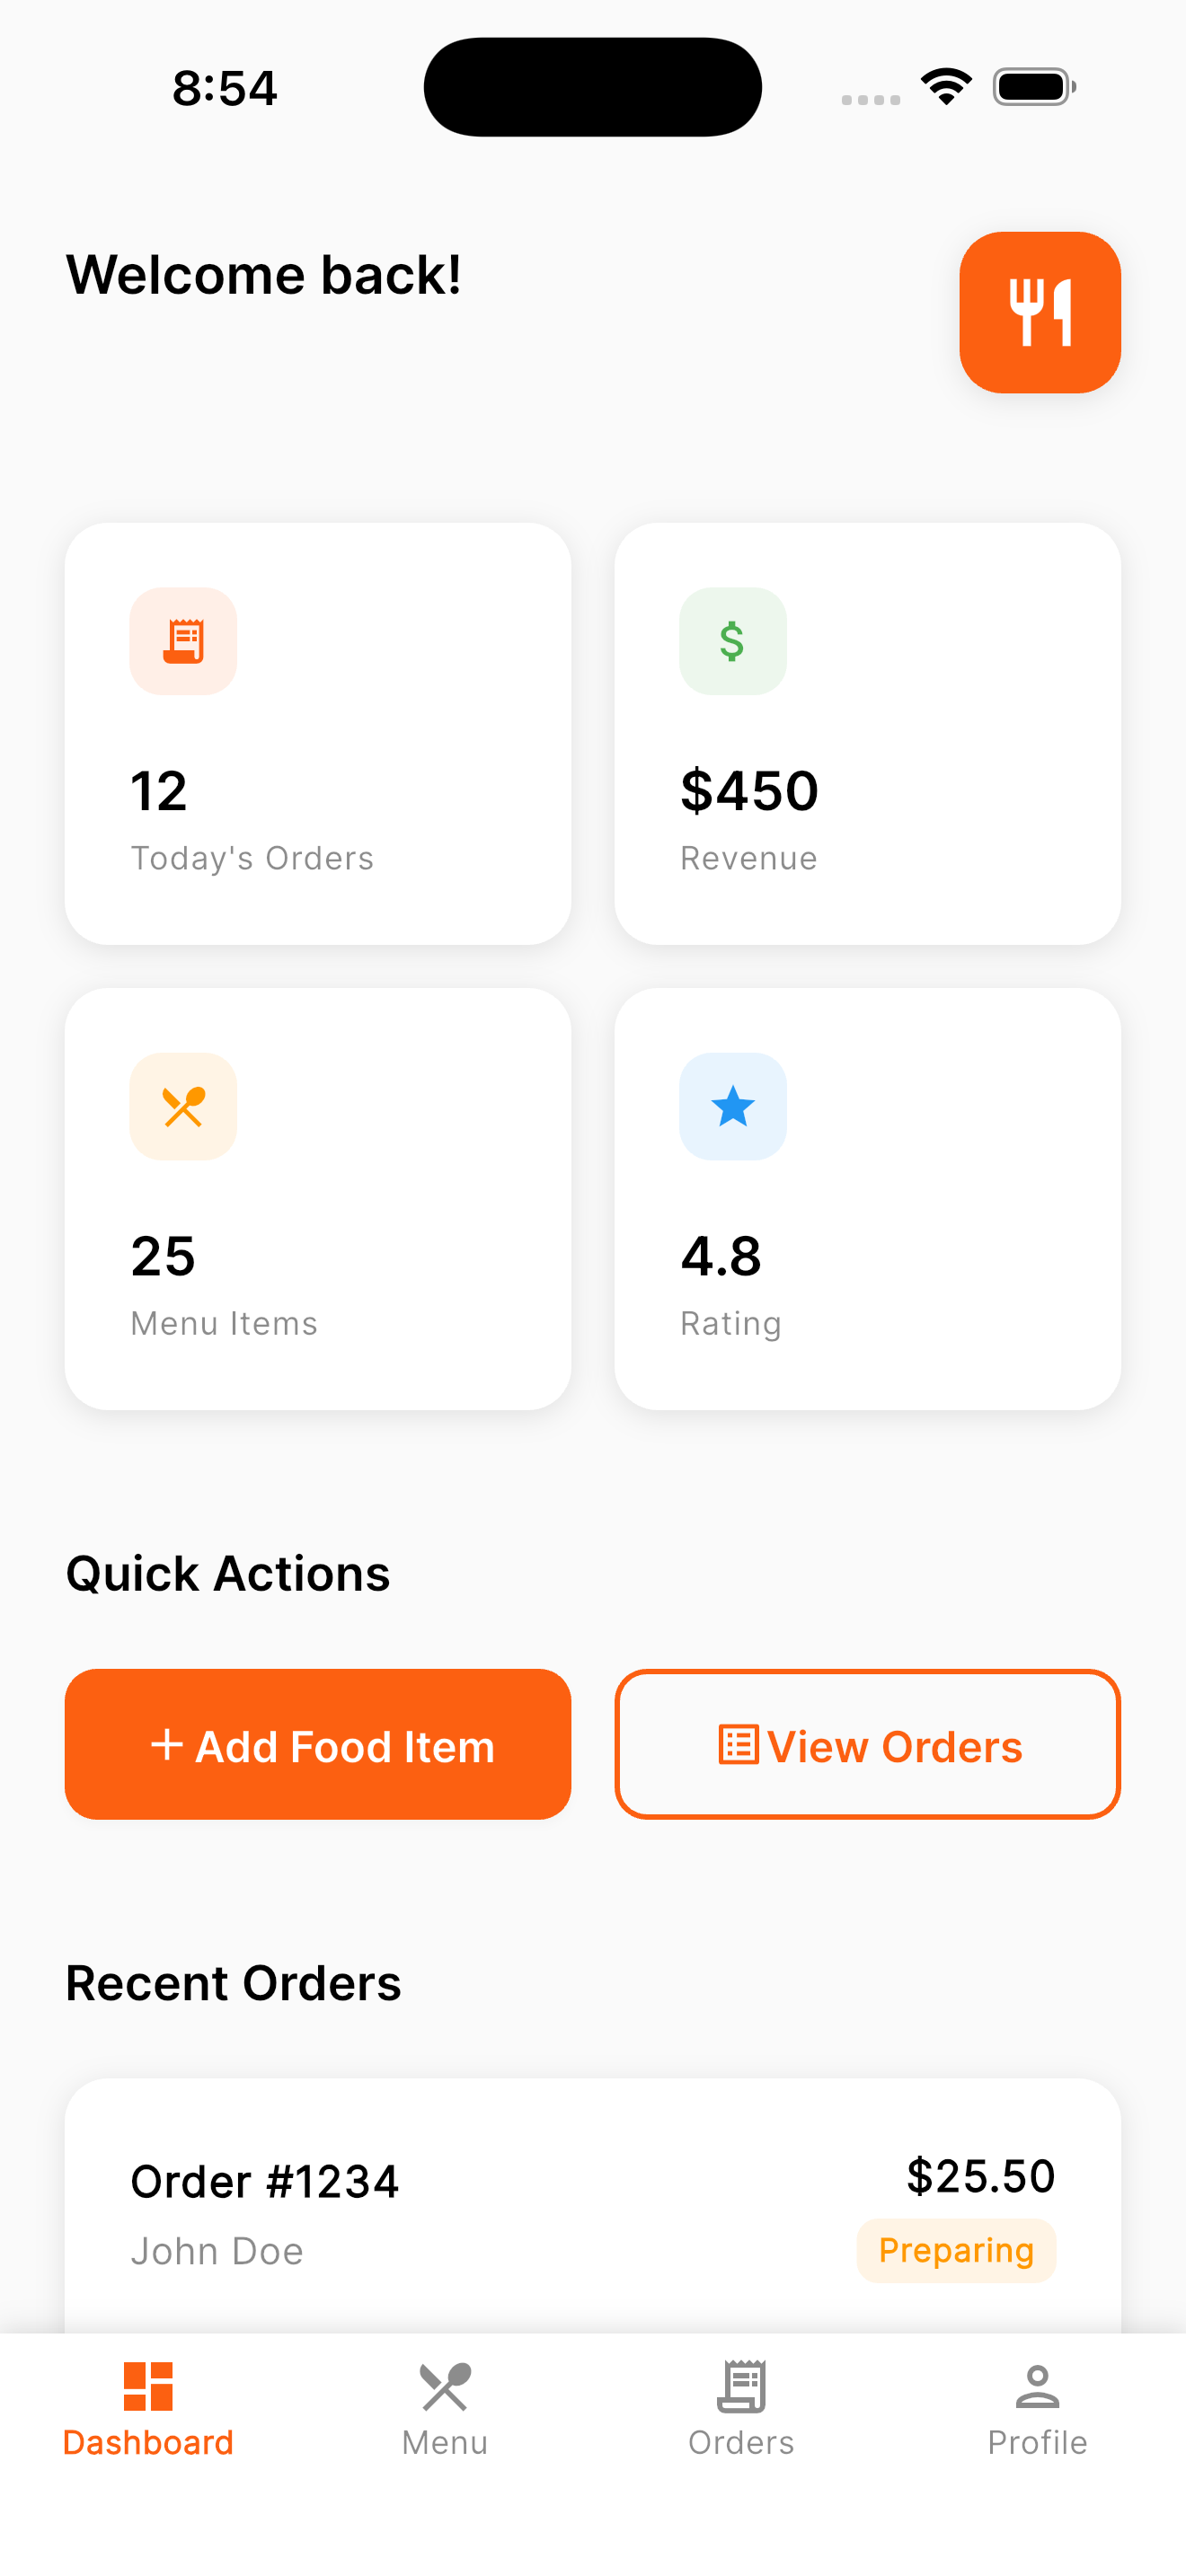 8:54
Welcome back!
12
Today's Orders
$450
Revenue
25
Menu Items
4.8
Rating
Quick Actions
Add Food Item
View Orders
Recent Orders
Order #1234
$25.50
John Doe
Preparing
Dashboard
Menu
Orders
Profile